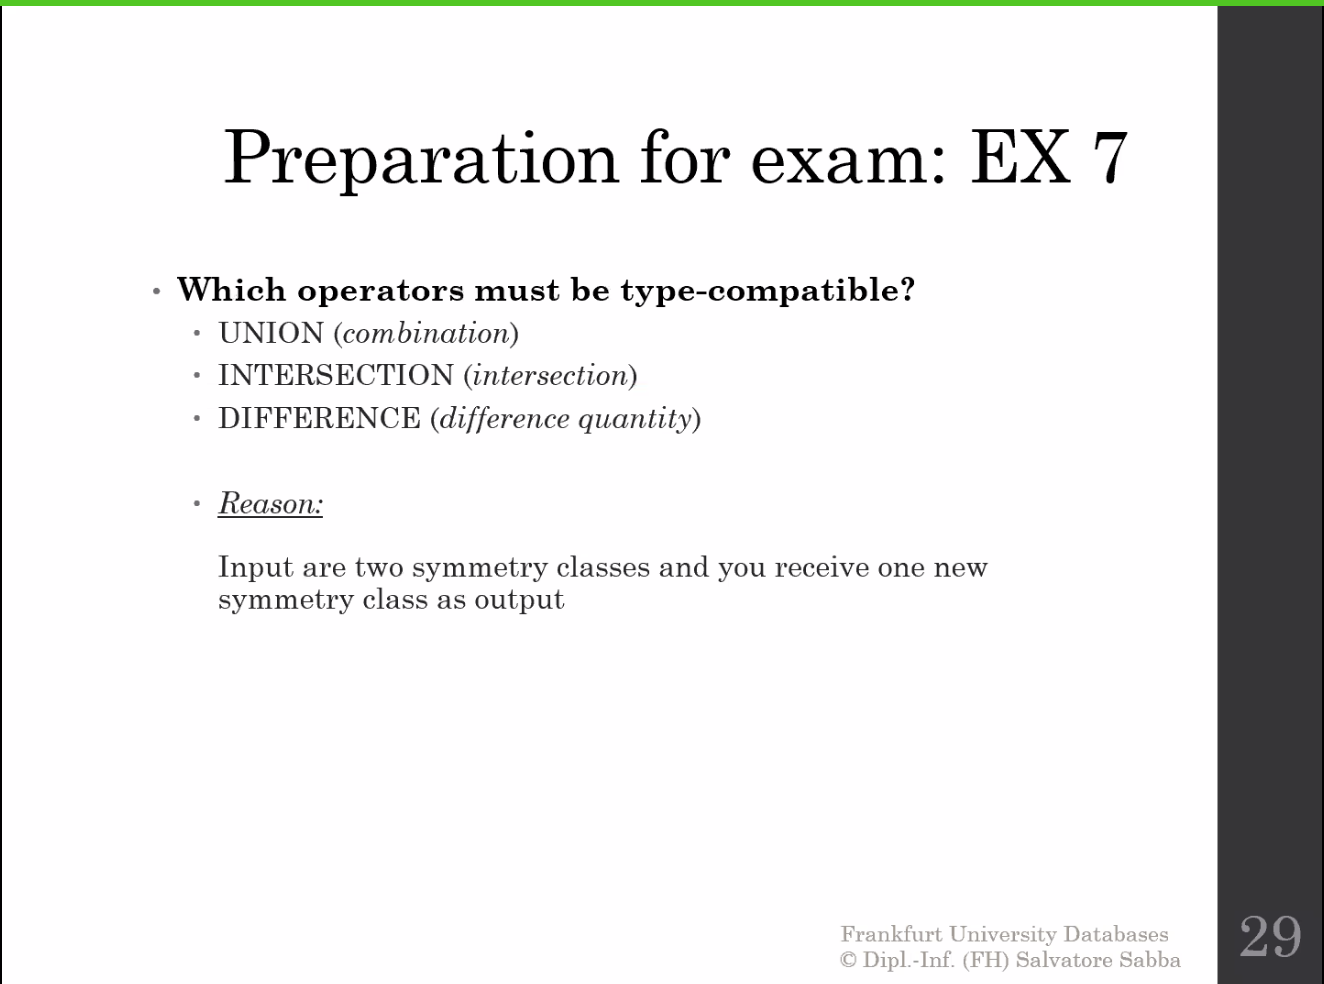 Preparation for exam: EX 7
• Which operators must be type-compatible?
• UNION (combination)
• INTERSECTION (intersection)
• DIFFERENCE (difference quantity)
• Reason:
Input are two symmetry classes and you receive one new
symmetry class as output
Frankfurt University Databases
© Dipl.-Inf. (FH) Salvatore Sabba
29